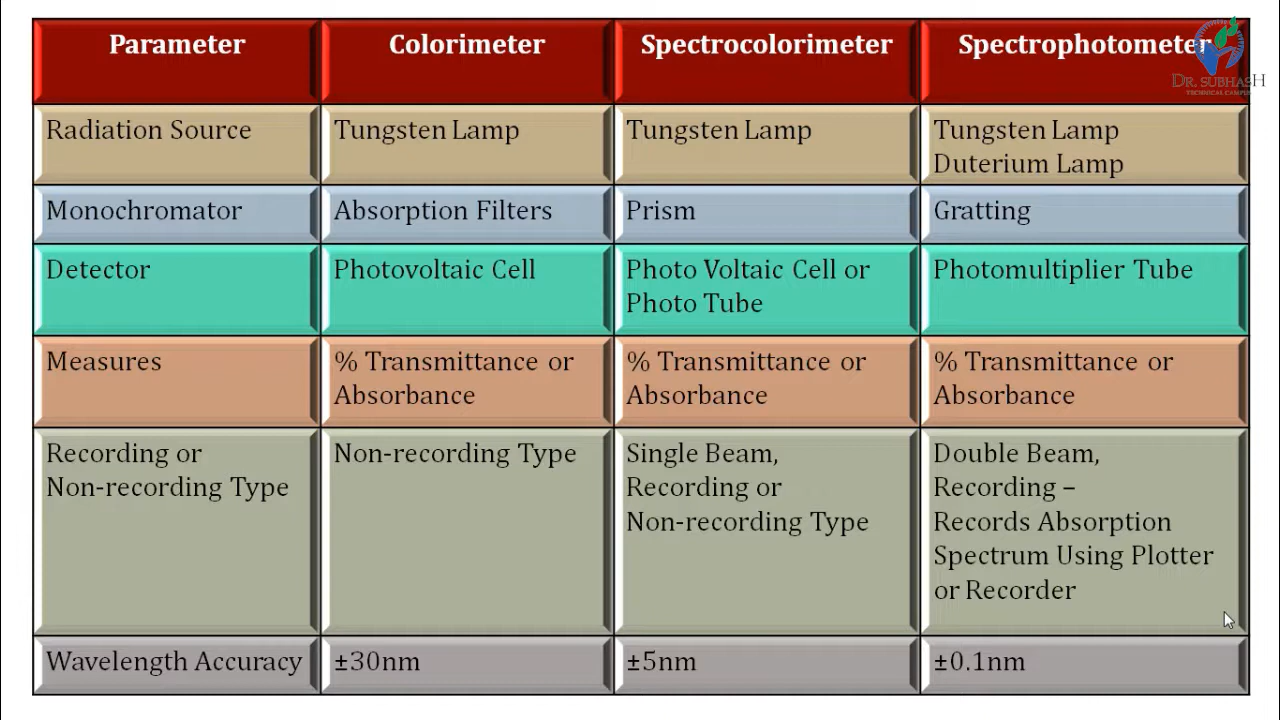 Parameter
Colorimeter
Spectrocolorimeter
Spectrophotometer
DR. SUBHASH
TECHNICAL CAMPUS
Radiation Source
Tungsten Lamp
Tungsten Lamp
Tungsten Lamp
Duterium Lamp
Monochromator
Absorption Filters
Prism
Gratting
Detector
Photovoltaic Cell
Photo Voltaic Cell or
Photo Tube
Photomultiplier Tube
Measures
% Transmittance or
Absorbance
% Transmittance or
Absorbance
% Transmittance or
Absorbance
Recording or
Non-recording Type
Non-recording Type
Single Beam,
Recording or
Non-recording Type
Double Beam,
Recording –
Records Absorption
Spectrum Using Plotter
or Recorder
Wavelength Accuracy
±30nm
±5nm
±0.1nm